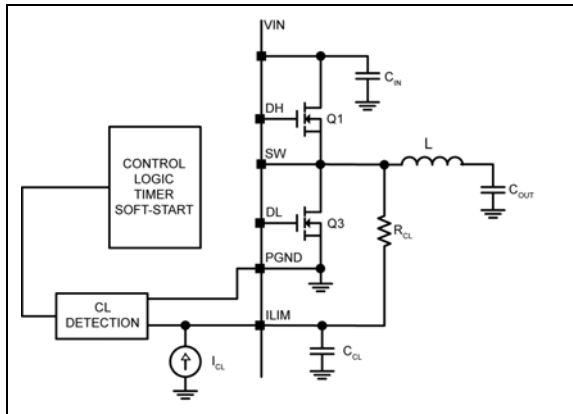 VIN
C_IN
DH
Q1
SW
L
CONTROL
LOGIC
TIMER
SOFT-START
C_OUT
DL
Q3
R_CL
PGND
CL
DETECTION
ILIM
I_CL
C_CL